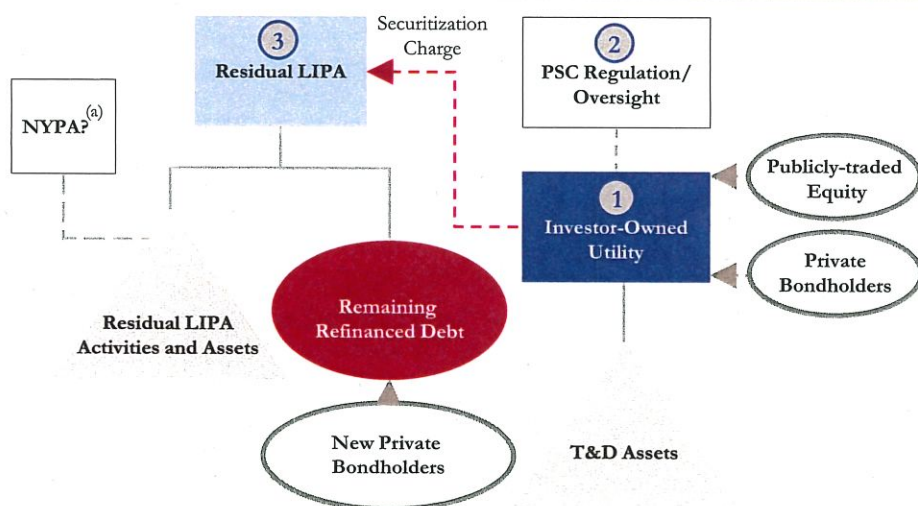 Securitization
Charge
3
Residual LIPA
2
PSC Regulation/
Oversight
NYPA?(a)
Publicly-traded
Equity
1
Investor-Owned
Utility
Private
Bondholders
Remaining
Refinanced Debt
Residual LIPA
Activities and Assets
New Private
Bondholders
T&D Assets